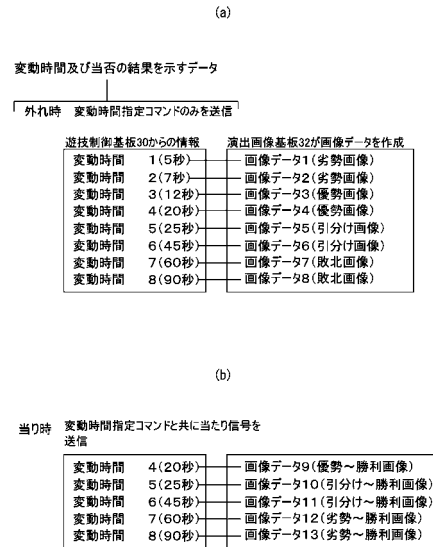 (a)
変動時間及び当否の結果を示すデータ
外れ時 変動時間指定コマンドのみを送信
遊技制御基板30からの情報 演出画像基板32が画像データを作成
変動時間 1(5秒) 画像データ1(劣勢画像)
変動時間 2(7秒) 画像データ2(劣勢画像)
変動時間 3(12秒) 画像データ3(優勢画像)
変動時間 4(20秒) 画像データ4(優勢画像)
変動時間 5(25秒) 画像データ5(引分け画像)
変動時間 6(45秒) 画像データ6(引分け画像)
変動時間 7(60秒) 画像データ7(敗北画像)
変動時間 8(90秒) 画像データ8(敗北画像)
(b)
当り時 変動時間指定コマンドと共に当たり信号を
送信
変動時間 4(20秒) 画像データ9(優勢~勝利画像)
変動時間 5(25秒) 画像データ10(引分け~勝利画像)
変動時間 6(45秒) 画像データ11(引分け~勝利画像)
変動時間 7(60秒) 画像データ12(劣勢~勝利画像)
変動時間 8(90秒) 画像データ13(劣勢~勝利画像)